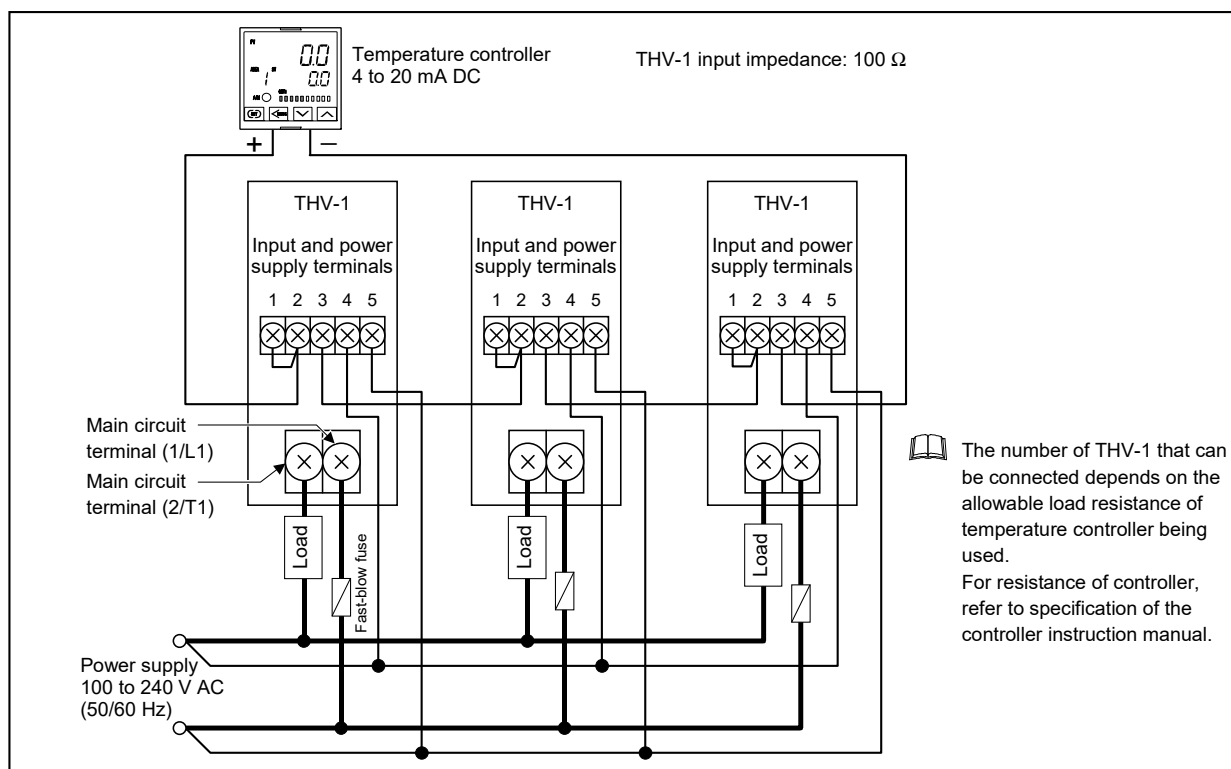 PV
0.0
AREA
1
SV
0.0
Temperature controller
4 to 20 mA DC
THV-1 input impedance: 100 Ω
+
−
THV-1
Input and power
supply terminals
1 2 3 4 5
THV-1
Input and power
supply terminals
1 2 3 4 5
THV-1
Input and power
supply terminals
1 2 3 4 5
Main circuit
terminal (1/L1)
Main circuit
terminal (2/T1)
Load
Fast-blow fuse
Load
Load
Power supply
100 to 240 V AC
(50/60 Hz)
The number of THV-1 that can
be connected depends on the
allowable load resistance of
temperature controller being
used.
For resistance of controller,
refer to specification of the
controller instruction manual.